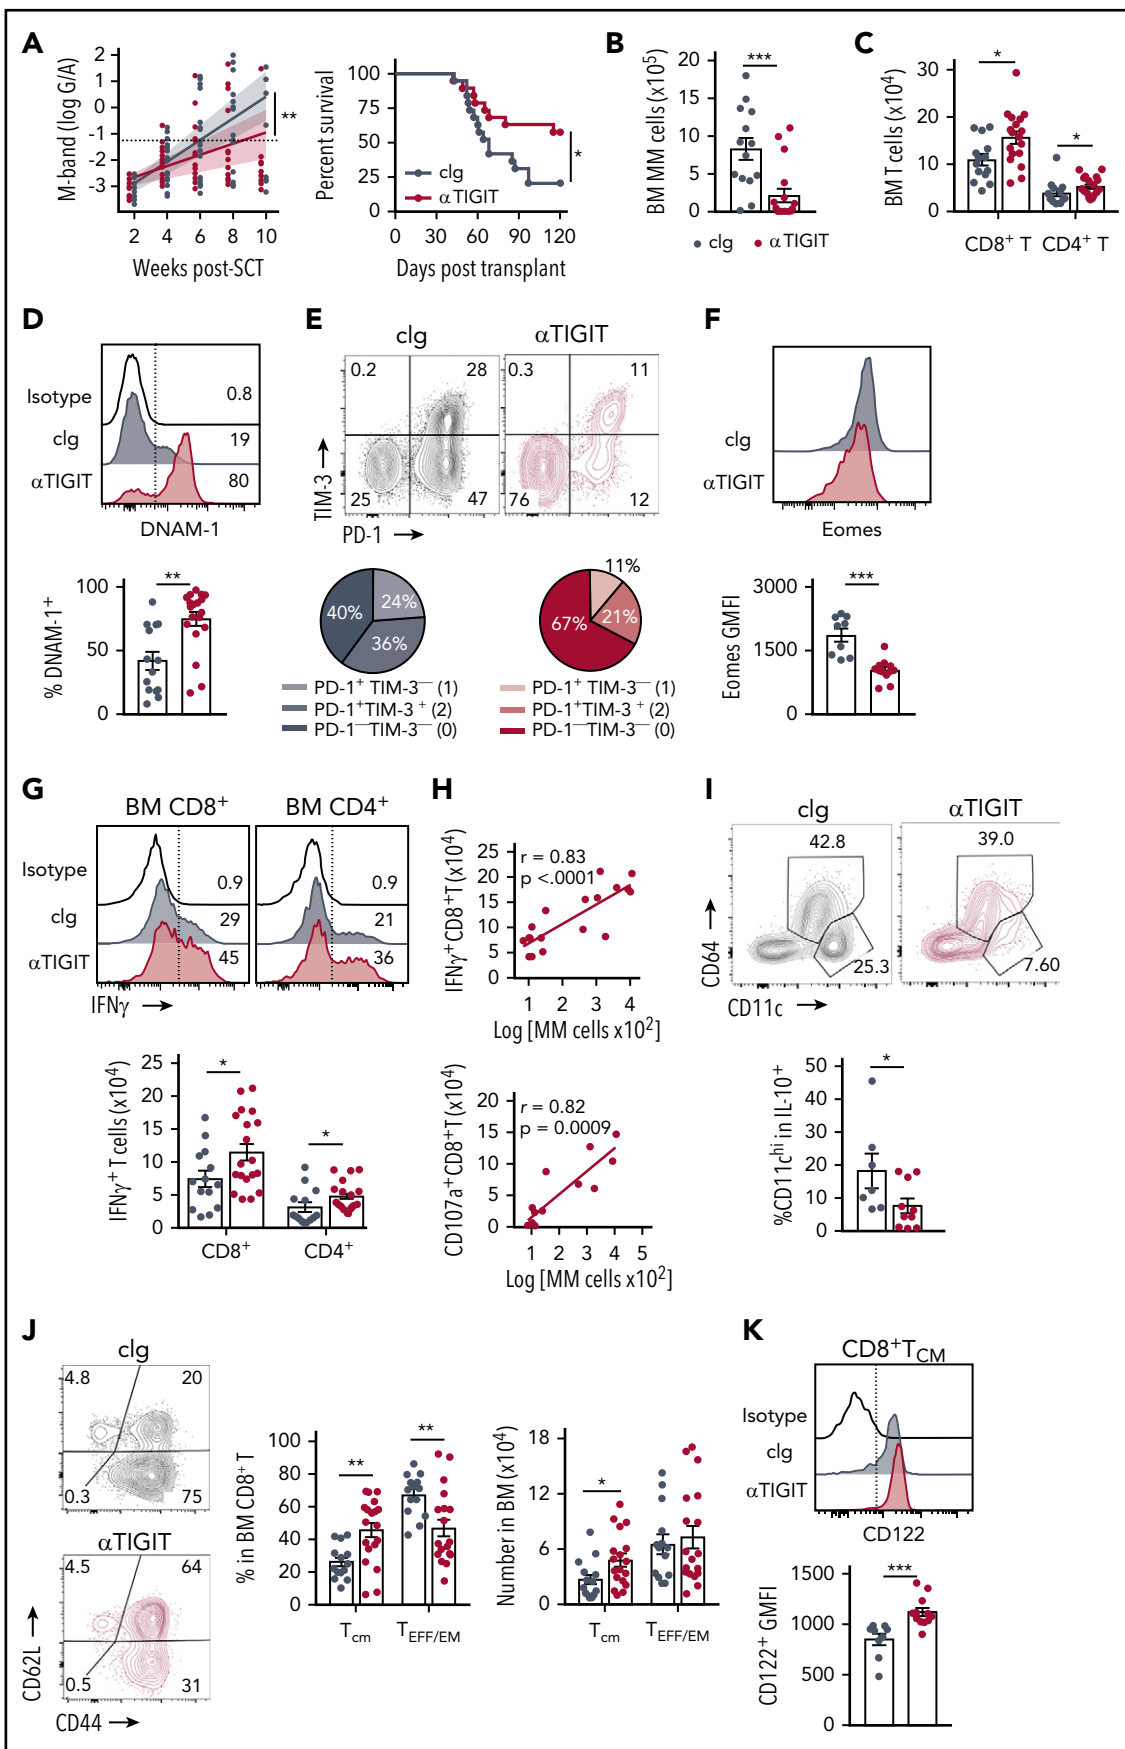 A
M-band (log G/A)
2
1
0
-1
-2
-3
**
2 4 6 8 10
Weeks post-SCT
Percent survival
100
75
50
25
0
*
cIg
αTIGIT
0 30 60 90 120
Days post transplant
B
BM MM cells (x10⁵)
***
20
15
10
5
0
cIg αTIGIT
C
BM T cells (x10⁴)
30
20
10
0
*
*
CD8⁺ T CD4⁺ T
D
Isotype 0.8
cIg 19
αTIGIT 80
DNAM-1
% DNAM-1⁺
100
50
0
**
E
cIg αTIGIT
0.2 28 0.3 11
25 47 76 12
TIM-3
PD-1
40% 24% 36%
11% 21% 67%
PD-1⁺ TIM-3⁻ (1) PD-1⁺ TIM-3⁻ (1)
PD-1⁺TIM-3⁺ (2) PD-1⁺TIM-3⁺ (2)
PD-1⁻TIM-3⁻ (0) PD-1⁻TIM-3⁻ (0)
F
cIg
αTIGIT
Eomes
Eomes GMFI
3000
1500
0
***
G
BM CD8⁺ BM CD4⁺
Isotype 0.9 0.9
cIg 29 21
αTIGIT 45 36
IFNγ
IFNγ⁺ T cells (x10⁴)
25
20
15
10
5
0
*
*
CD8⁺ CD4⁺
H
IFNγ⁺ CD8⁺T (x10⁴)
25
20
15
10
5
0
r = 0.83
p <.0001
1 2 3 4
Log [MM cells x10²]
CD107a⁺ CD8⁺T (x10⁴)
20
15
10
5
0
r = 0.82
p = 0.0009
1 2 3 4 5
Log [MM cells x10²]
I
cIg αTIGIT
42.8 39.0
25.3 7.60
CD64
CD11c
%CD11cʰⁱ in IL-10⁺
50
40
30
20
10
0
*
J
cIg
4.8 20
0.3 75
αTIGIT
4.5 64
0.5 31
CD62L
CD44
% in BM CD8⁺ T
100
80
60
40
20
0
**
**
Tcm TEFF/EM
Number in BM (x10⁴)
18
12
6
0
*
Tcm TEFF/EM
K
CD8⁺TCM
Isotype
cIg
αTIGIT
CD122
CD122⁺ GMFI
1500
1000
500
0
***